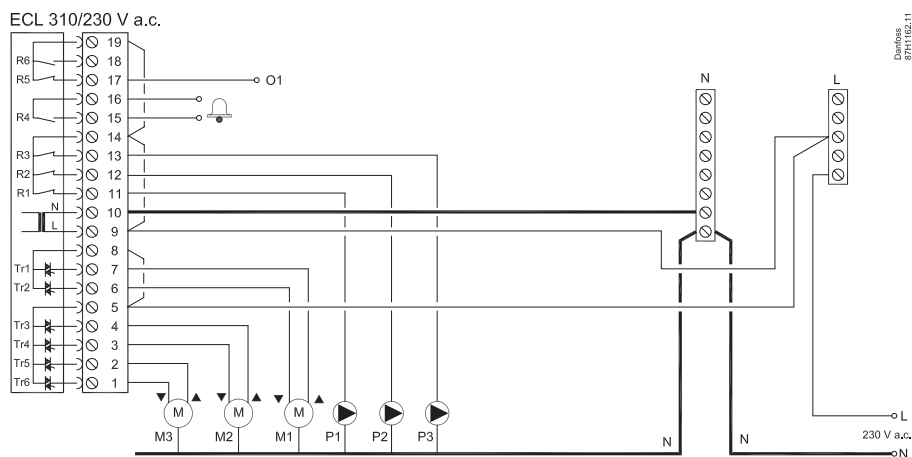 ECL 310/230 V a.c.
Danfoss
87H1162.11
19
R6 18
R5 17 O1
16
R4 15
14
R3 13
R2 12
R1 11
N 10
L 9
8
Tr1 7
Tr2 6
5
Tr3 4
Tr4 3
Tr5 2
Tr6 1
N L
M M M
M3 M2 M1 P1 P2 P3
N N
L
230 V a.c.
N